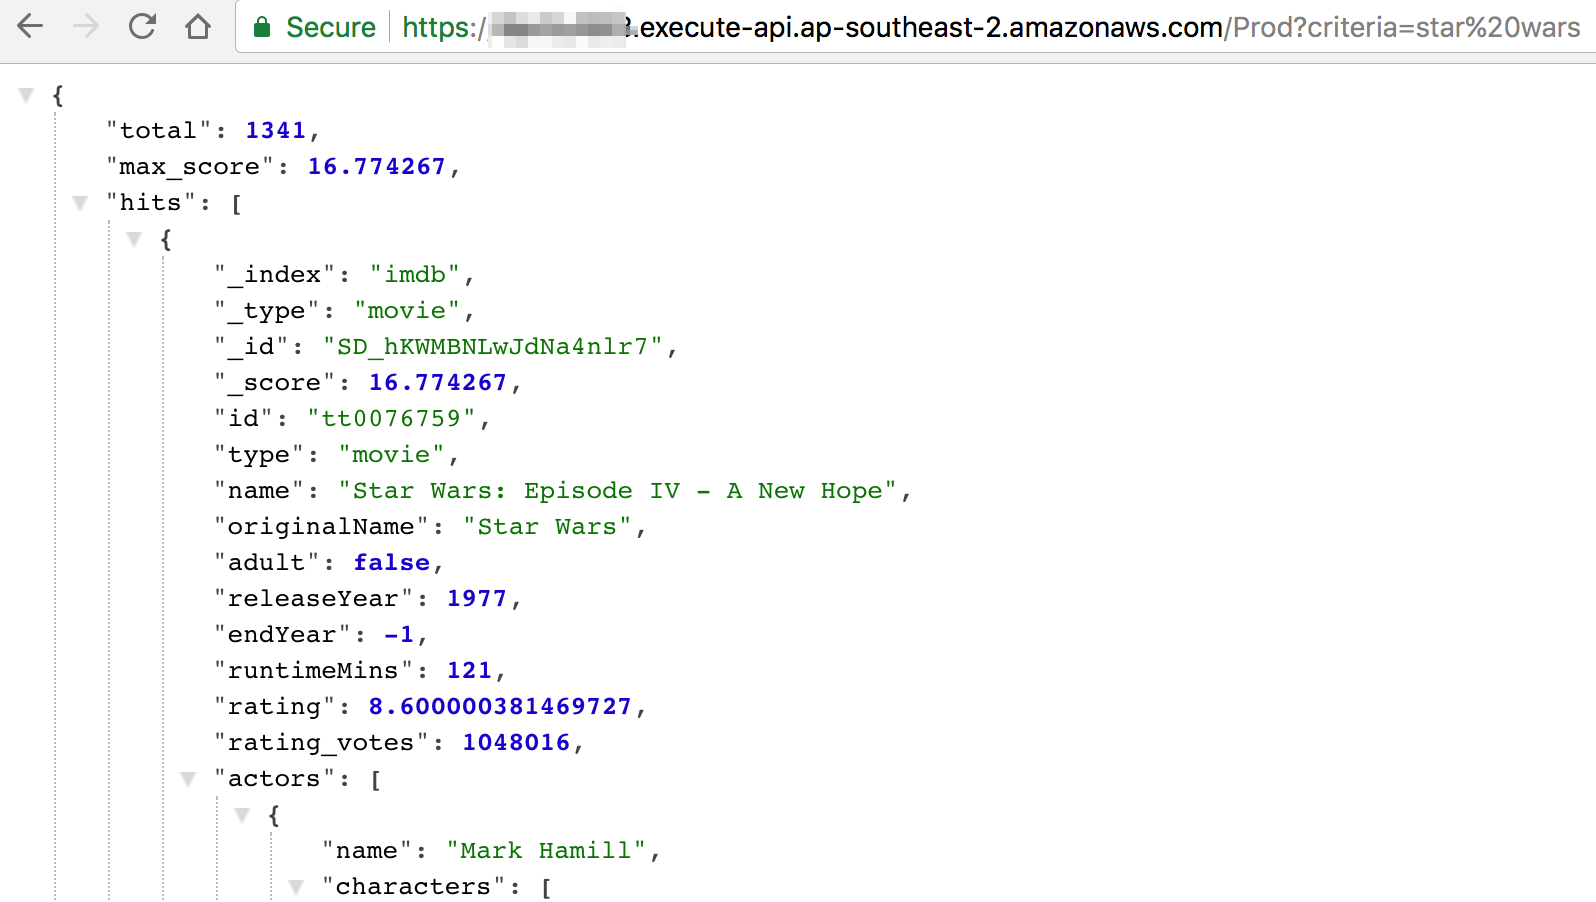 Secure https:/ .execute-api.ap-southeast-2.amazonaws.com/Prod?criteria=star%20wars
{
"total": 1341,
"max_score": 16.774267,
"hits": [
{
"_index": "imdb",
"_type": "movie",
"_id": "SD_hKWMBNLwJdNa4nlr7",
"_score": 16.774267,
"id": "tt0076759",
"type": "movie",
"name": "Star Wars: Episode IV - A New Hope",
"originalName": "Star Wars",
"adult": false,
"releaseYear": 1977,
"endYear": -1,
"runtimeMins": 121,
"rating": 8.600000381469727,
"rating_votes": 1048016,
"actors": [
{
"name": "Mark Hamill",
"characters": [